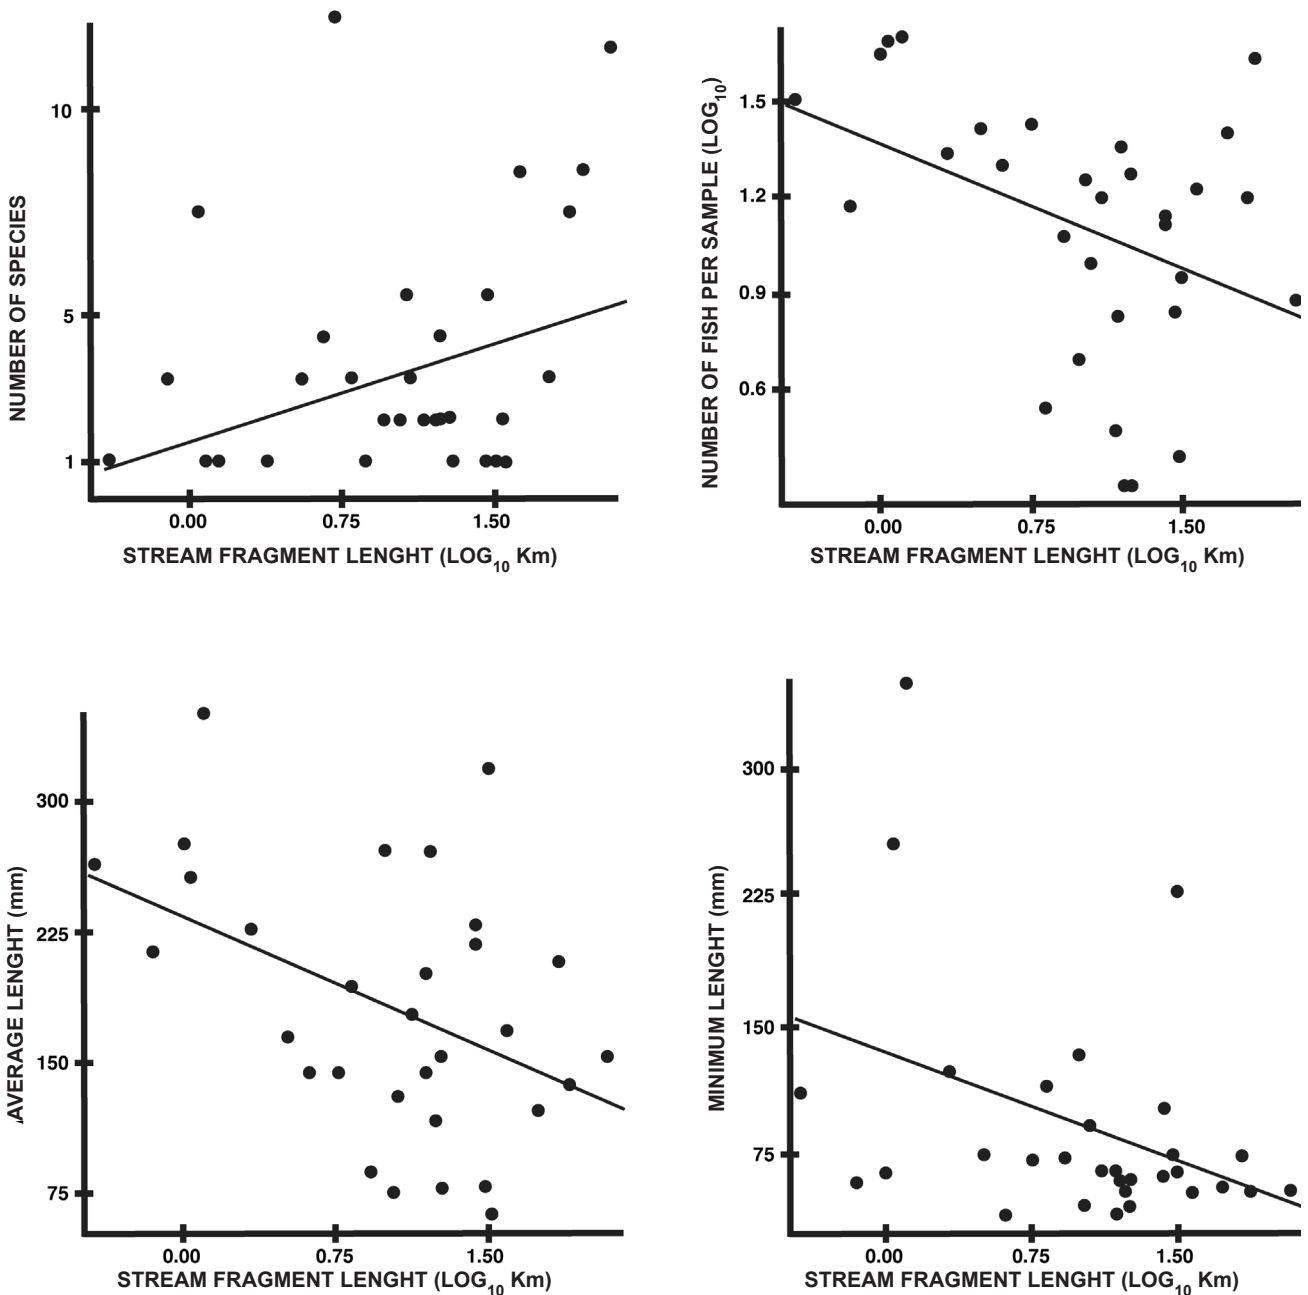 NUMBER OF SPECIES
10
5
1
0.00 0.75 1.50
STREAM FRAGMENT LENGHT (LOG10 Km)
NUMBER OF FISH PER SAMPLE (LOG10)
1.5
1.2
0.9
0.6
0.00 0.75 1.50
STREAM FRAGMENT LENGHT (LOG10 Km)
AVERAGE LENGHT (mm)
300
225
150
75
0.00 0.75 1.50
STREAM FRAGMENT LENGHT (LOG10 Km)
MINIMUM LENGHT (mm)
300
225
150
75
0.00 0.75 1.50
STREAM FRAGMENT LENGHT (LOG10 Km)